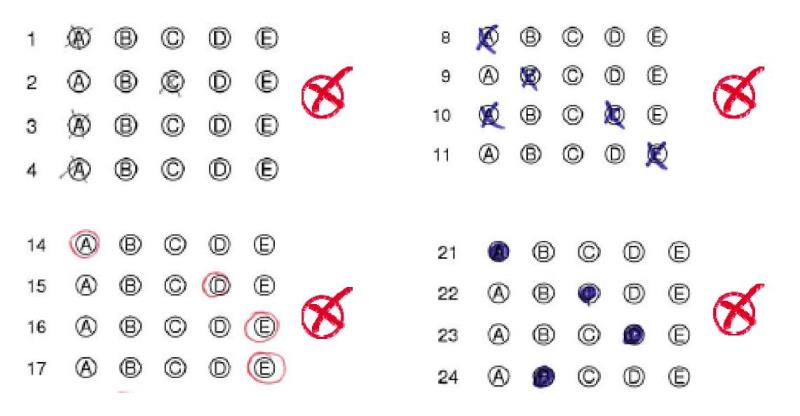 1 A B C D E
2 A B C D E
3 A B C D E
4 A B C D E
8 A B C D E
9 A B C D E
10 A B C D E
11 A B C D E
14 A B C D E
15 A B C D E
16 A B C D E
17 A B C D E
21 A B C D E
22 A B C D E
23 A B C D E
24 A B C D E